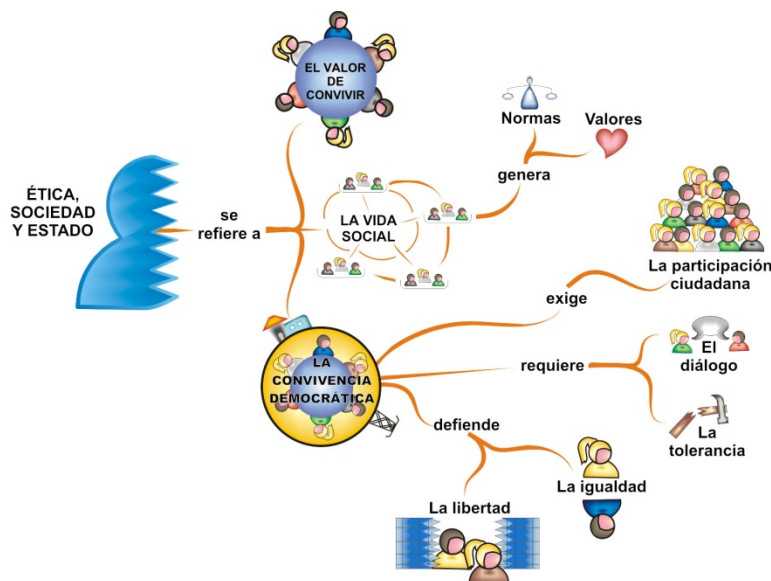 ÉTICA,
SOCIEDAD
Y ESTADO
se
refiere a
EL VALOR
DE
CONVIVIR
LA VIDA
SOCIAL
genera
Normas
Valores
LA
CONVIVENCIA
DEMOCRÁTICA
exige
La participación
ciudadana
requiere
El
diálogo
La
tolerancia
defiende
La libertad
La igualdad